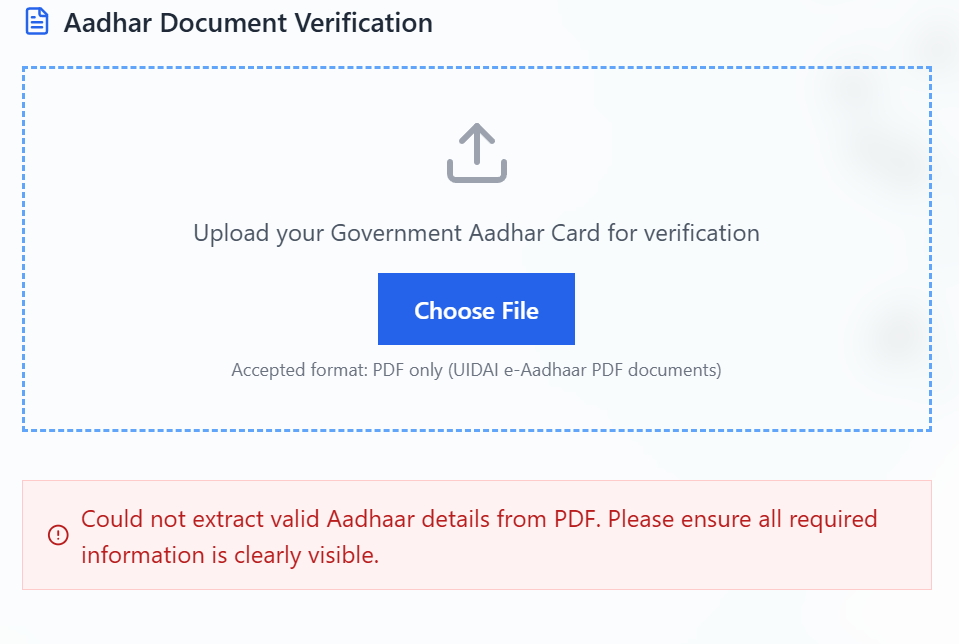 Aadhar Document Verification
Upload your Government Aadhar Card for verification
Choose File
Accepted format: PDF only (UIDAI e-Aadhaar PDF documents)
Could not extract valid Aadhaar details from PDF. Please ensure all required
information is clearly visible.